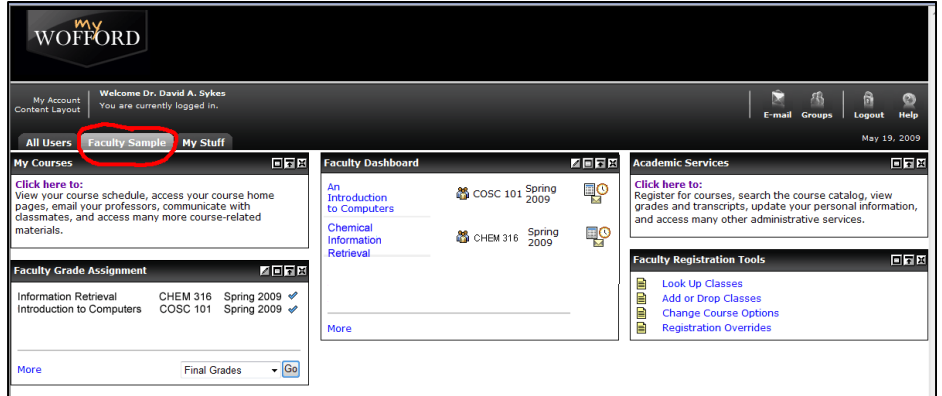 my
WOFFORD
My Account
Content Layout
Welcome Dr. David A. Sykes
You are currently logged in.
E-mail Groups Logout Help
All Users Faculty Sample My Stuff
May 19, 2009
My Courses
Click here to:
View your course schedule, access your course home
pages, email your professors, communicate with
classmates, and access many more course-related
materials.
Faculty Grade Assignment
Information Retrieval CHEM 316 Spring 2009
Introduction to Computers COSC 101 Spring 2009
More Final Grades Go
Faculty Dashboard
An
Introduction
to Computers
COSC 101 Spring
2009
Chemical
Information
Retrieval
CHEM 316 Spring
2009
More
Academic Services
Click here to:
Register for courses, search the course catalog, view
grades and transcripts, update your personal information,
and access many other administrative services.
Faculty Registration Tools
Look Up Classes
Add or Drop Classes
Change Course Options
Registration Overrides